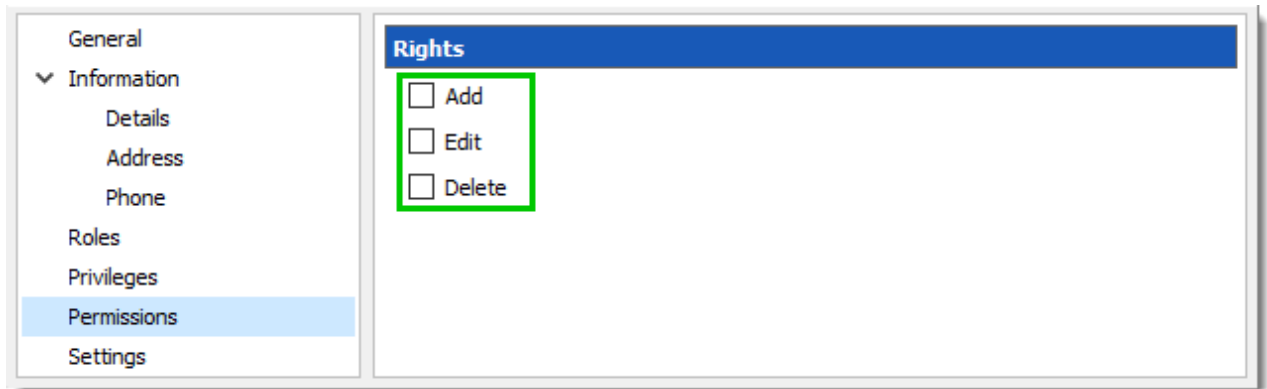 General
Information
Details
Address
Phone
Roles
Privileges
Permissions
Settings
Rights
Add
Edit
Delete